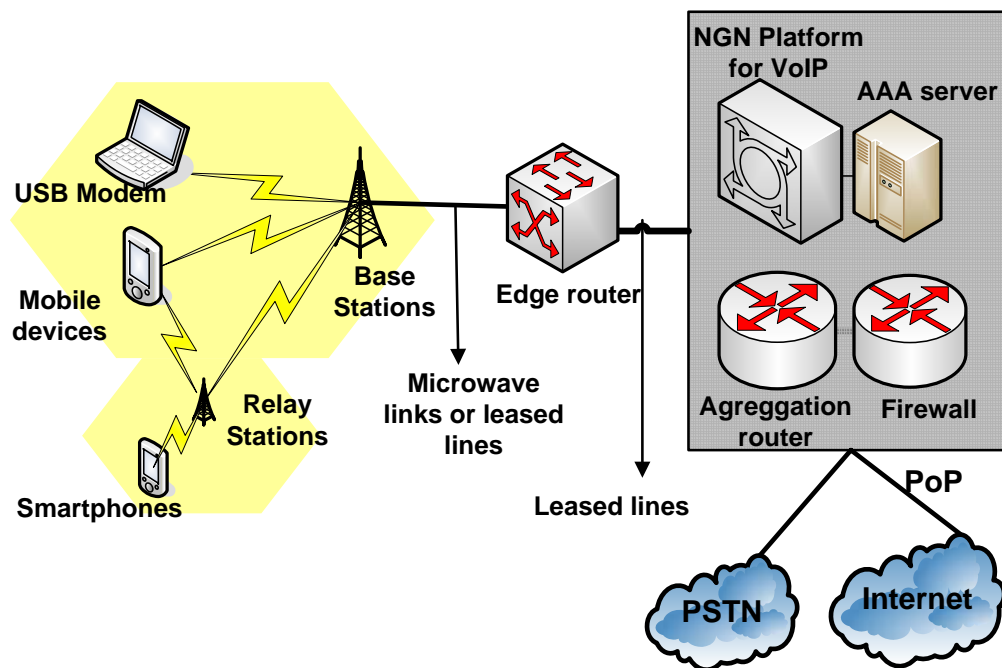 NGN Platform
for VoIP
AAA server
USB Modem
Mobile
devices
Base
Stations
Edge router
Relay
Stations
Smartphones
Microwave
links or leased
lines
Leased lines
Agreggation
router
Firewall
PoP
PSTN
Internet